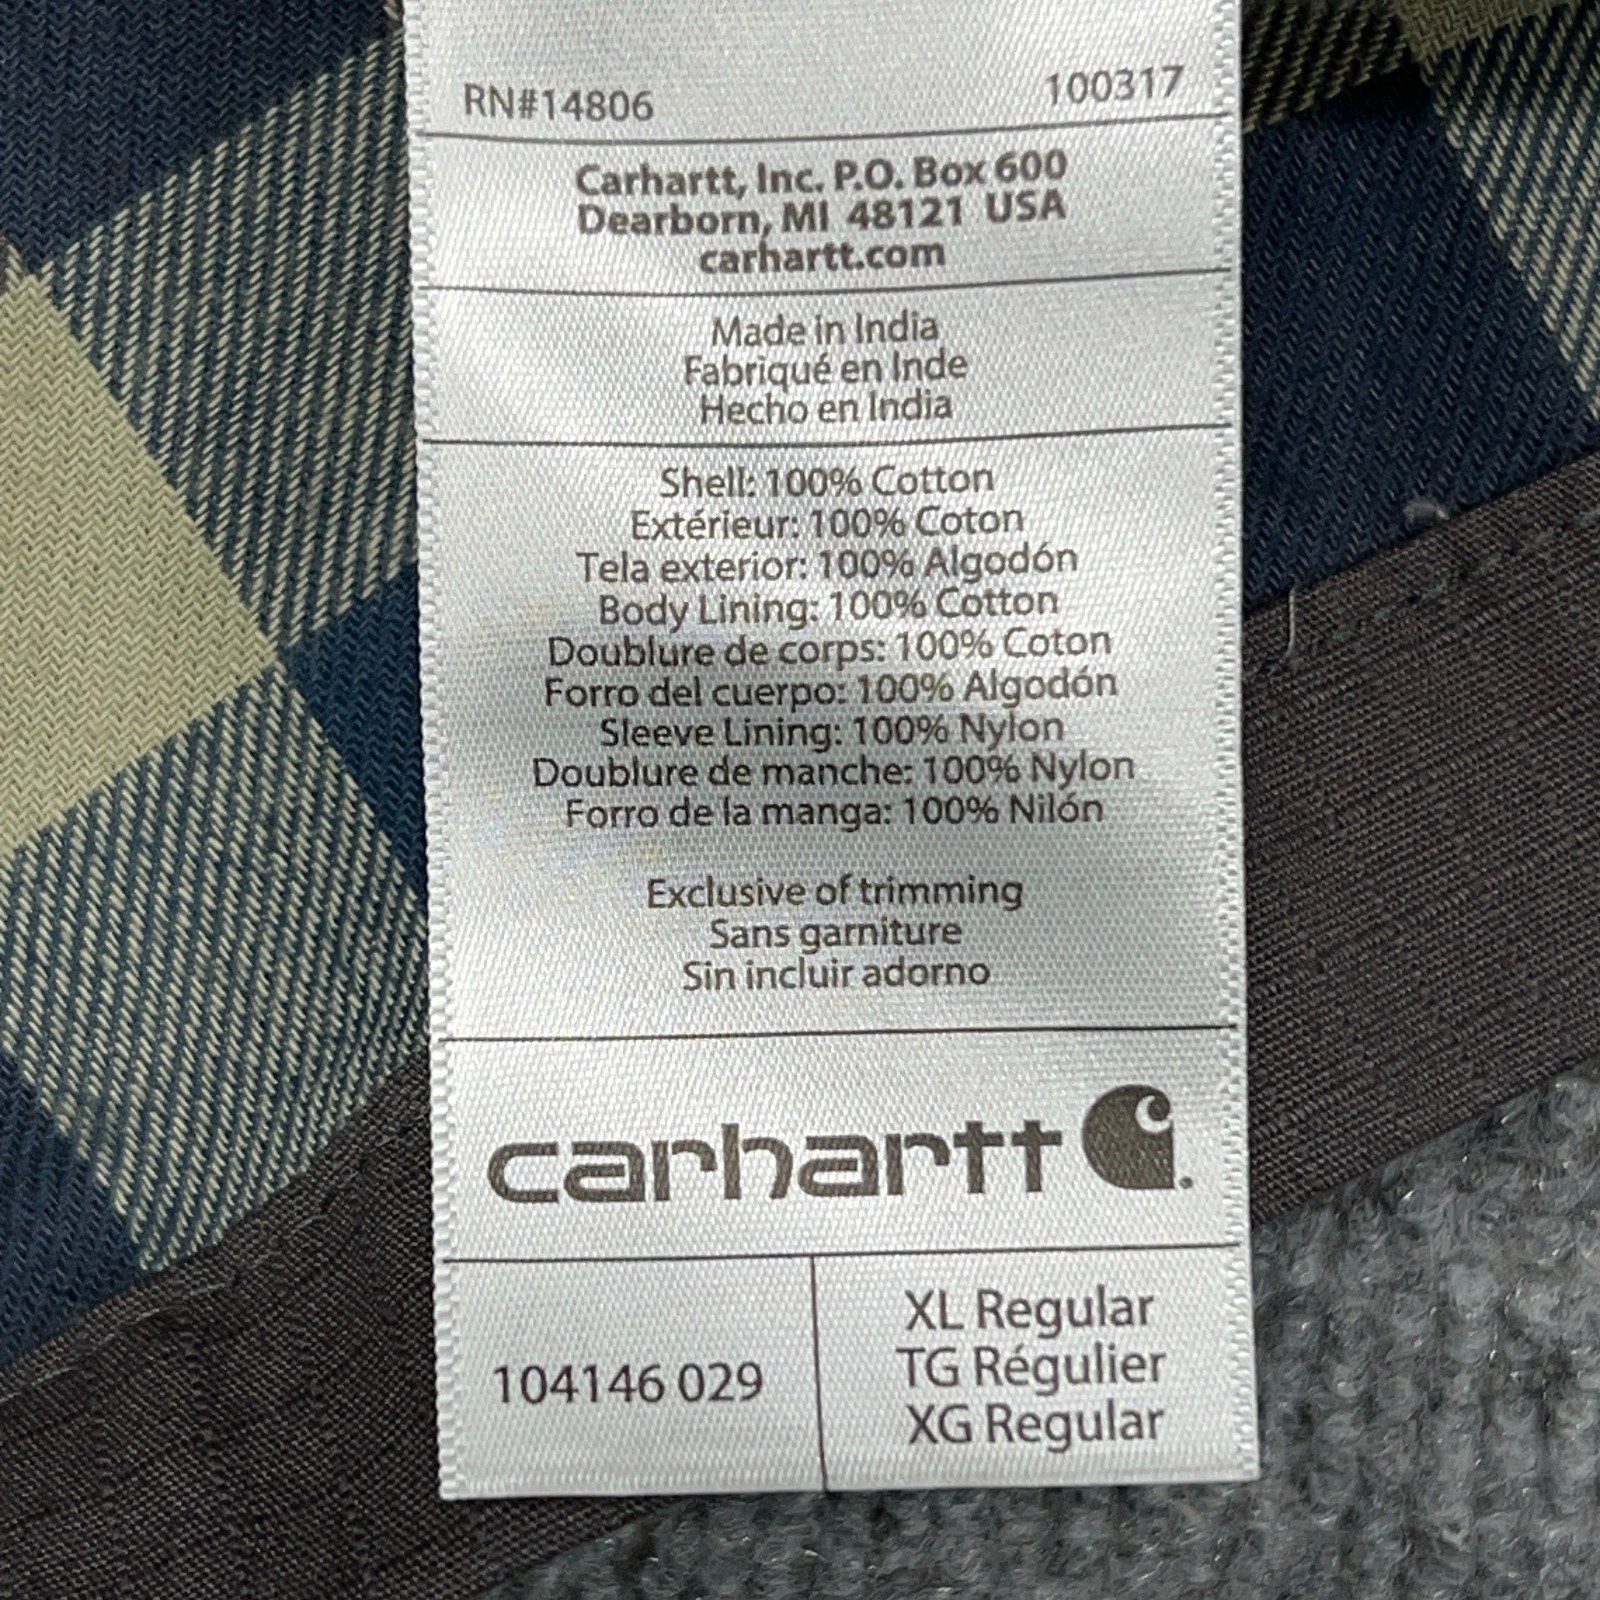 RN#14806 100317
Carhartt, Inc. P.O. Box 600
Dearborn, MI 48121 USA
carhartt.com
Made in India
Fabriqué en Inde
Hecho en India
Shell: 100% Cotton
Extérieur: 100% Coton
Tela exterior: 100% Algodón
Body Lining: 100% Cotton
Doublure de corps: 100% Coton
Forro del cuerpo: 100% Algodón
Sleeve Lining: 100% Nylon
Doublure de manche: 100% Nylon
Forro de la manga: 100% Nilón
Exclusive of trimming
Sans garniture
Sin incluir adorno
carhartt
104146 029
XL Regular
TG Régulier
XG Regular